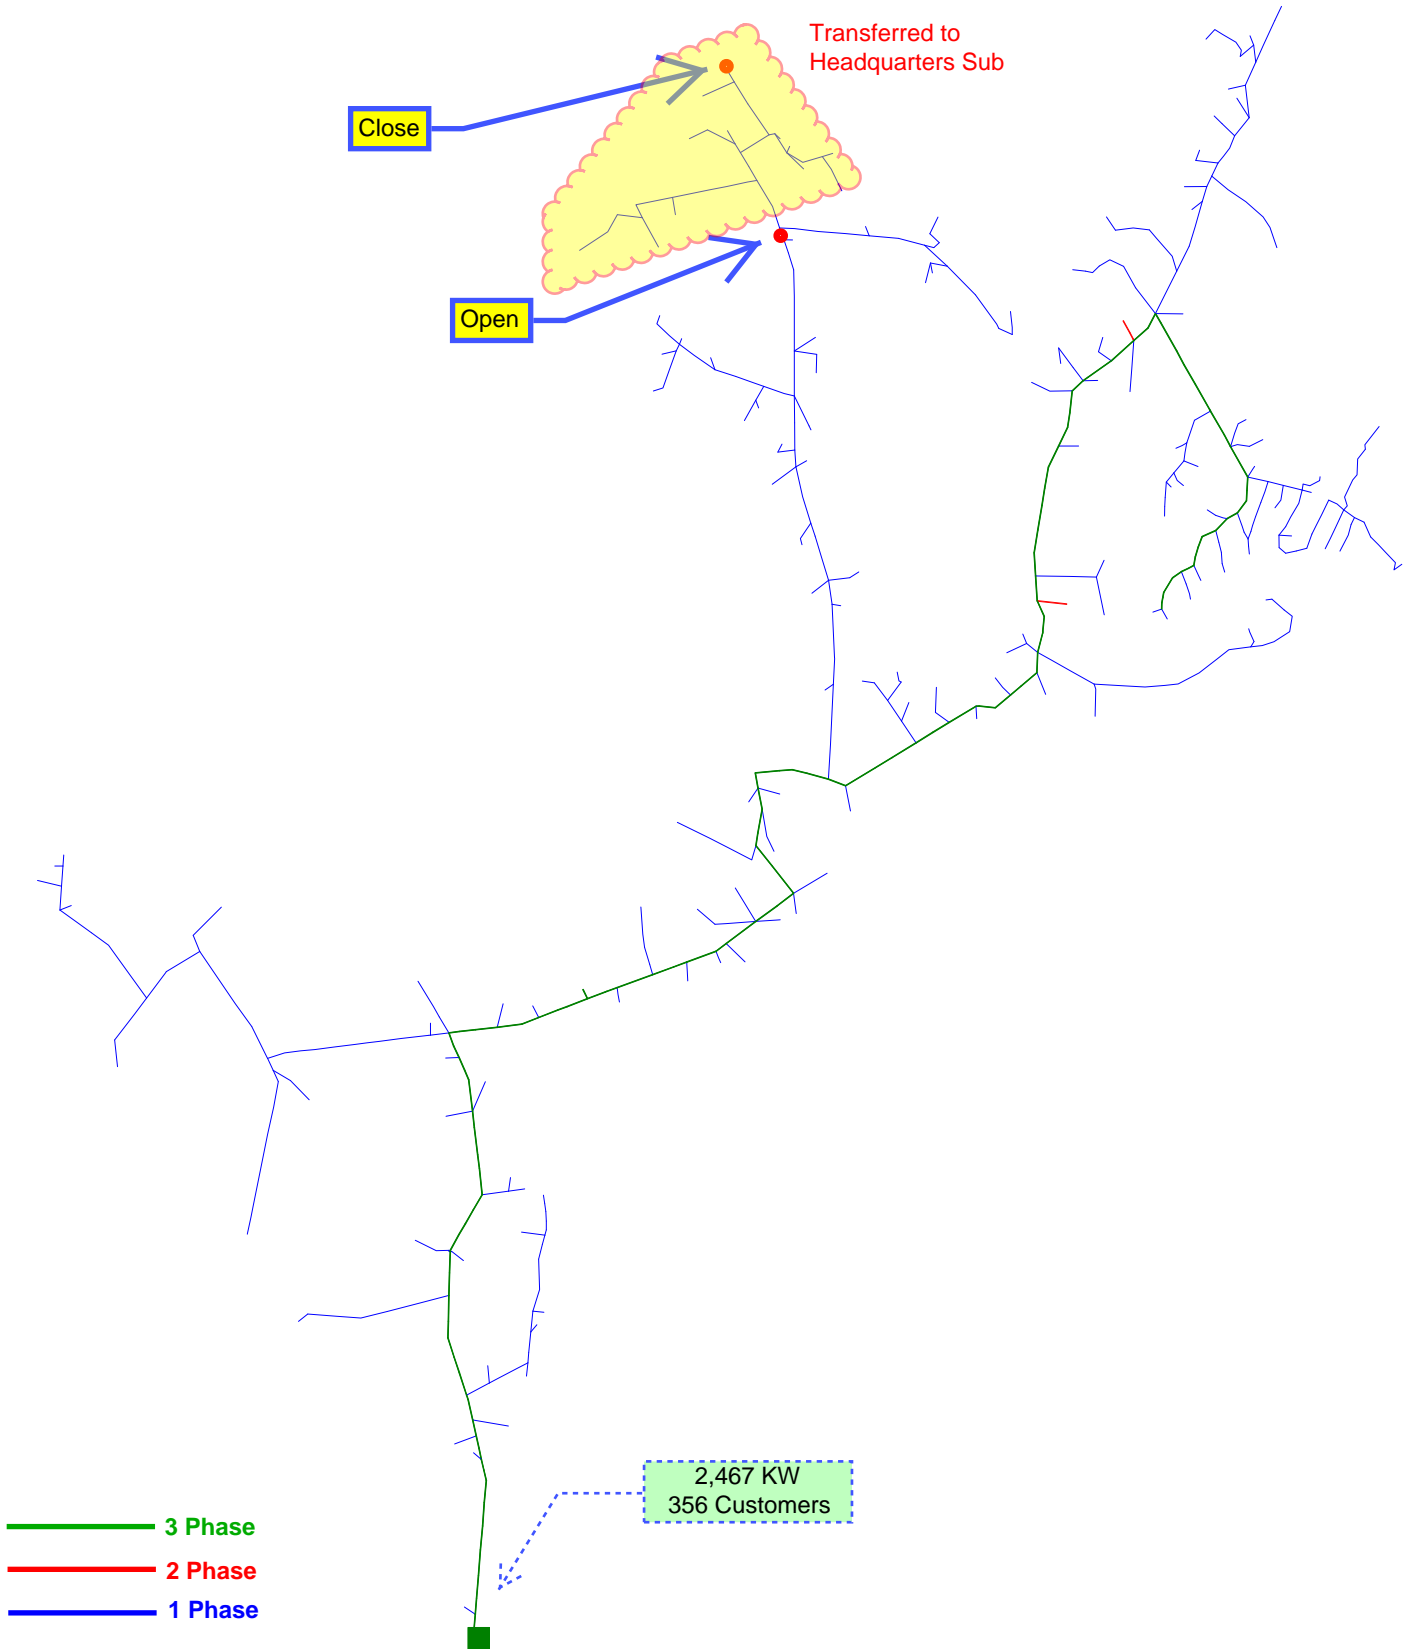 Transferred to
Headquarters Sub
Close
Open
2,467 KW
356 Customers
3 Phase
2 Phase
1 Phase